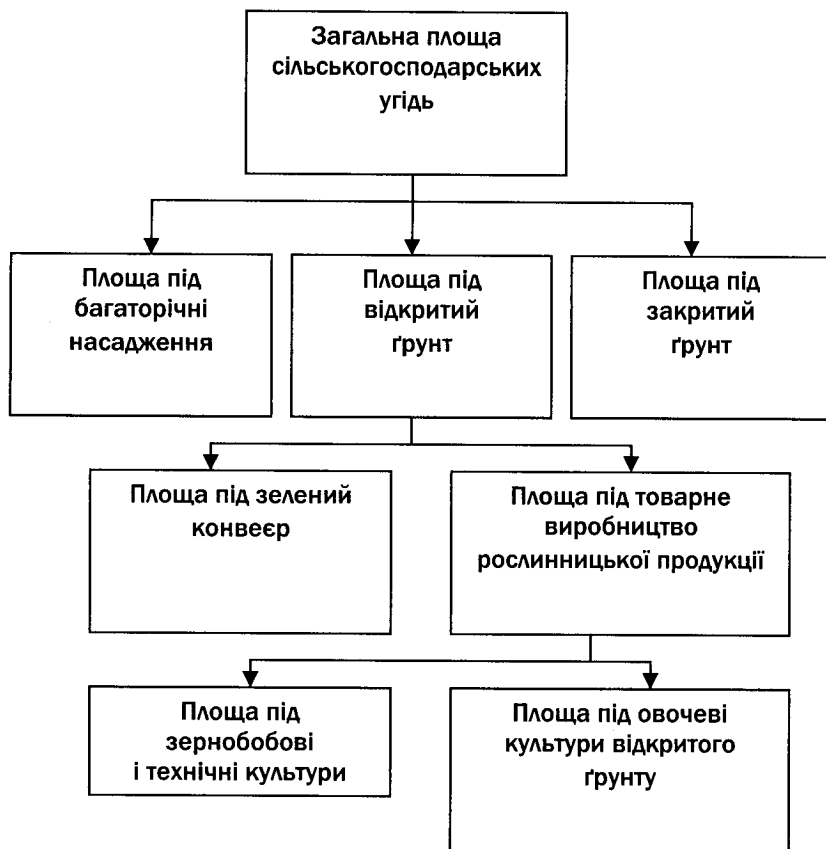 Загальна площа
сільськогосподарських
угідь
Площа під
багаторічні
насадження
Площа під
відкритий
ґрунт
Площа під
закритий
ґрунт
Площа під зелений
конвеєр
Площа під товарне
виробництво
рослинницької продукції
Площа під
зернобобові
і технічні культури
Площа під овочеві
культури відкритого
ґрунту